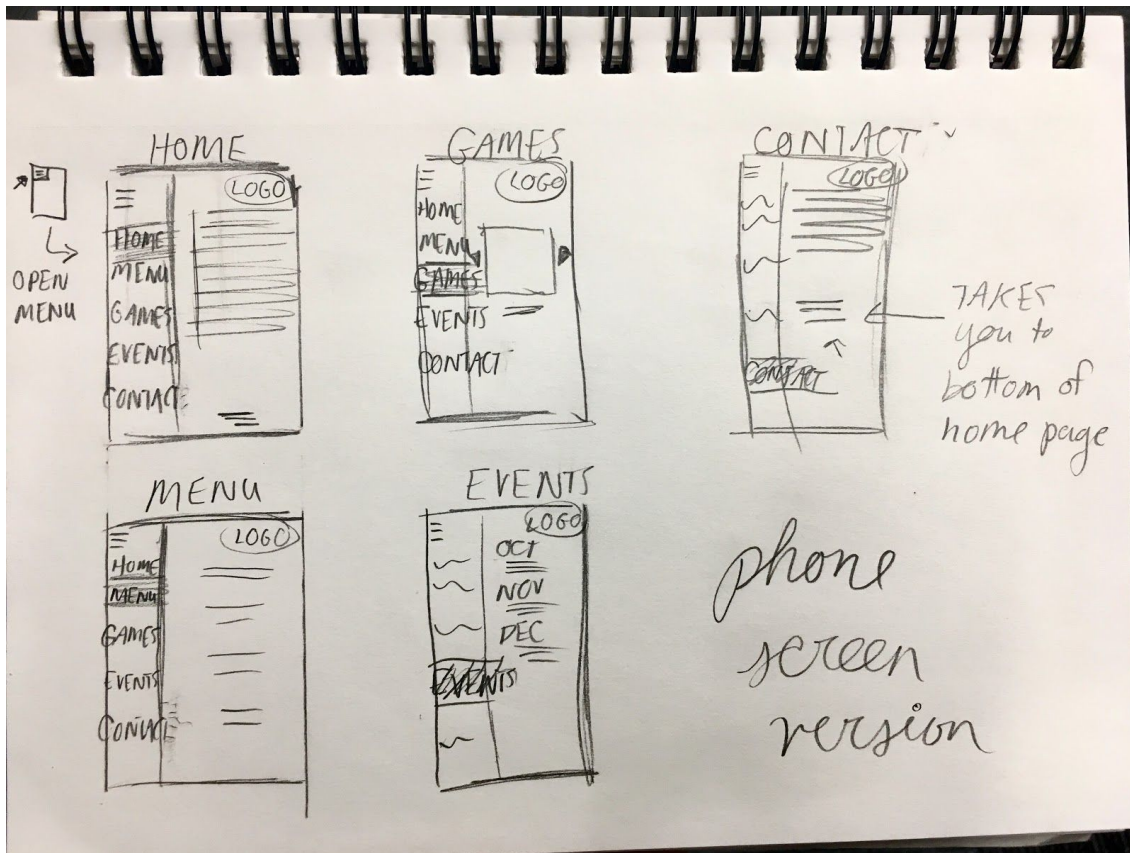 HOME
LOGO
HOME
MENU
GAMES
EVENTS
CONTACT
OPEN
MENU
GAMES
LOGO
HOME
MENU
GAMES
EVENTS
CONTACT
CONTACT
LOGO
CONTACT
TAKES
you to
bottom of
home page
MENU
LOGO
HOME
MENU
GAMES
EVENTS
CONTACT
EVENTS
LOGO
OCT
NOV
DEC
EVENTS
phone
screen
version